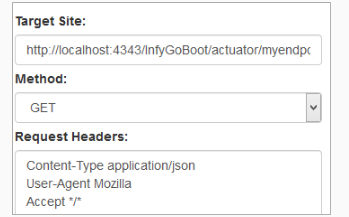 Target Site:
http://localhost:4343/InfyGoBoot/actuator/myendpo
Method:
GET
Request Headers:
Content-Type application/json
User-Agent Mozilla
Accept "/*